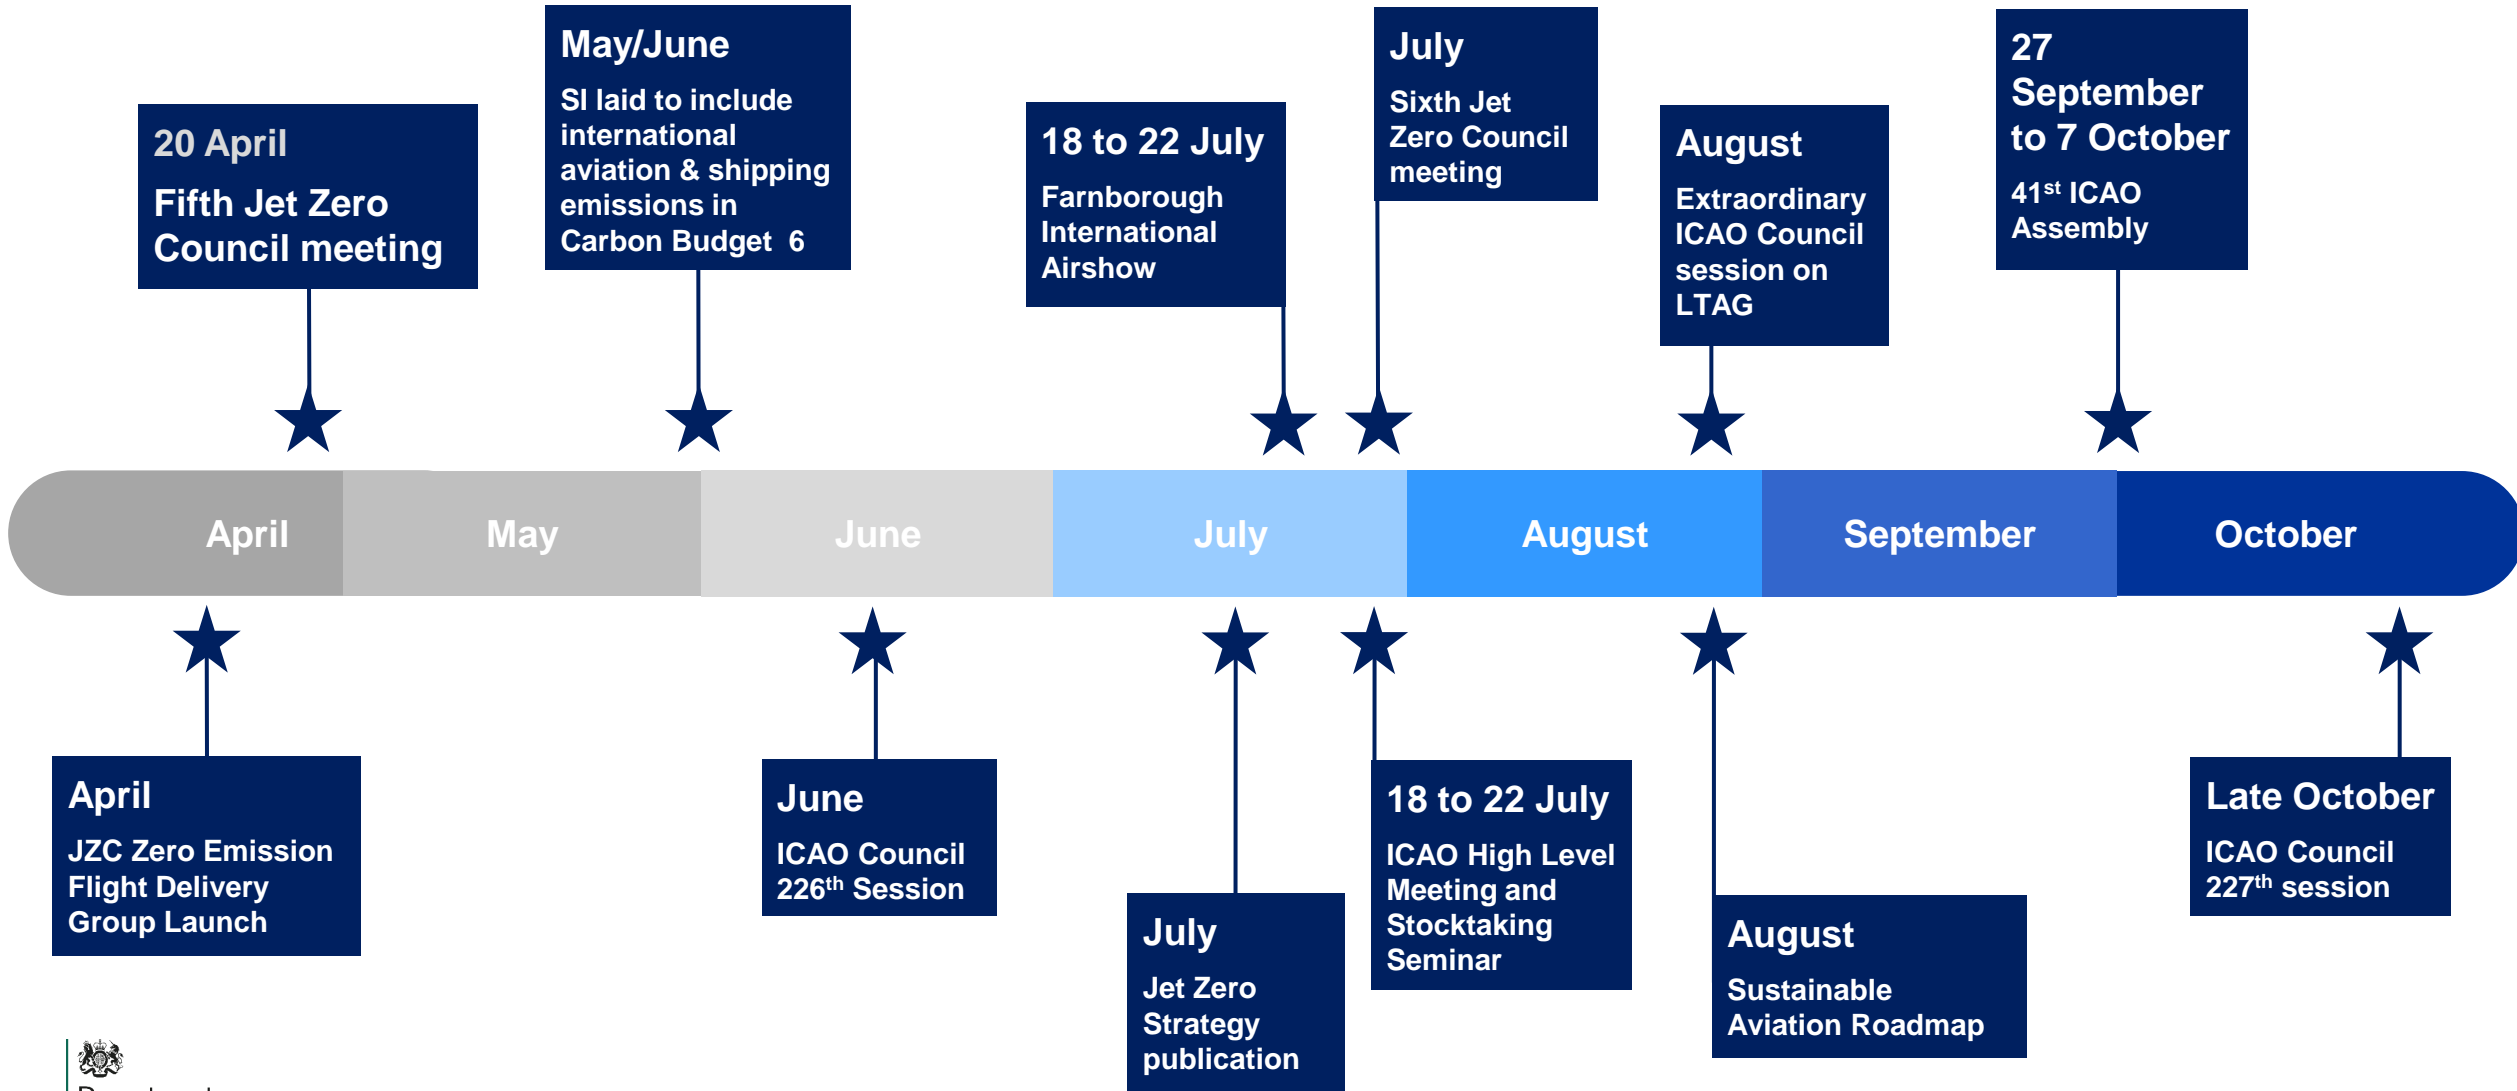 20 April
Fifth Jet Zero
Council meeting
May/June
SI laid to include
international
aviation & shipping
emissions in
Carbon Budget 6
18 to 22 July
Farnborough
International
Airshow
July
Sixth Jet
Zero Council
meeting
August
Extraordinary
ICAO Council
session on
LTAG
27
September
to 7 October
41st ICAO
Assembly
April
May
June
July
August
September
October
April
JZC Zero Emission
Flight Delivery
Group Launch
June
ICAO Council
226th Session
July
Jet Zero
Strategy
publication
18 to 22 July
ICAO High Level
Meeting and
Stocktaking
Seminar
August
Sustainable
Aviation Roadmap
Late October
ICAO Council
227th session